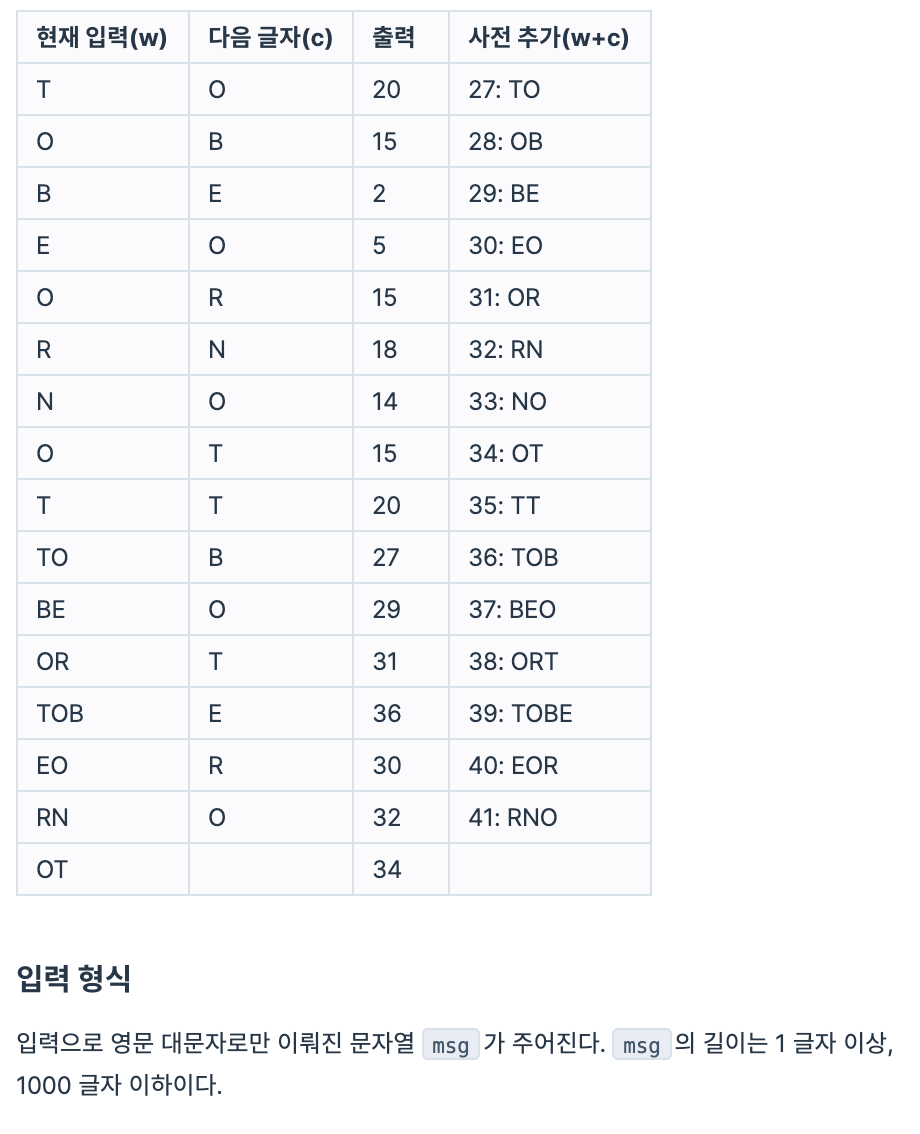 현재 입력(w) 다음 글자(c) 출력 사전 추가(w+c)
T O 20 27: TO
O B 15 28: OB
B E 2 29: BE
E O 5 30: EO
O R 15 31: OR
R N 18 32: RN
N O 14 33: NO
O T 15 34: OT
T T 20 35: TT
TO B 27 36: TOB
BE O 29 37: BEO
OR T 31 38: ORT
TOB E 36 39: TOBE
EO R 30 40: EOR
RN O 32 41: RNO
OT 34
입력 형식
입력으로 영문 대문자로만 이뤄진 문자열 msg 가 주어진다. msg 의 길이는 1 글자 이상,
1000 글자 이하이다.